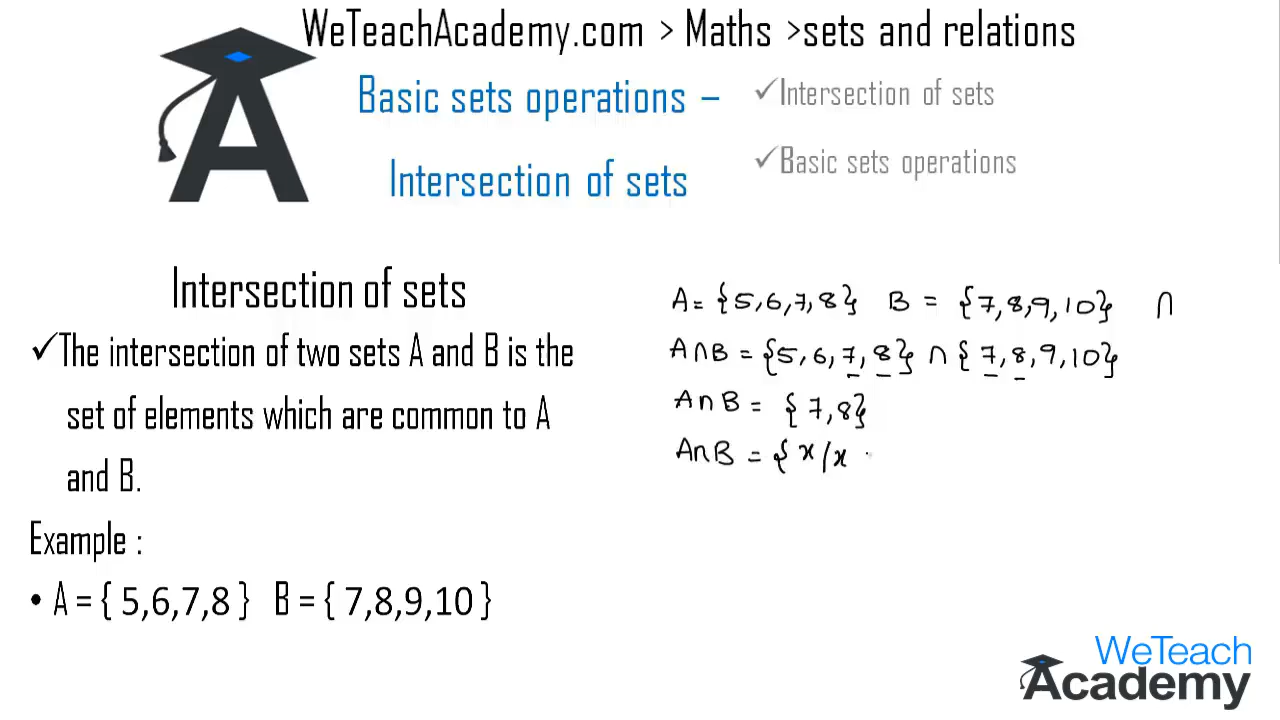 WeTeachAcademy.com > Maths >sets and relations
Basic sets operations –
Intersection of sets
✓Intersection of sets
✓Basic sets operations
Intersection of sets
✓The intersection of two sets A and B is the
set of elements which are common to A
and B.
Example :
• A = { 5,6,7,8 } B = { 7,8,9,10 }
A = {5,6,7,8} B = {7,8,9,10} ∩
A∩B = {5,6,7,8} ∩ {7,8,9,10}
A∩B = {7,8}
A∩B = {x/x
WeTeach
Academy